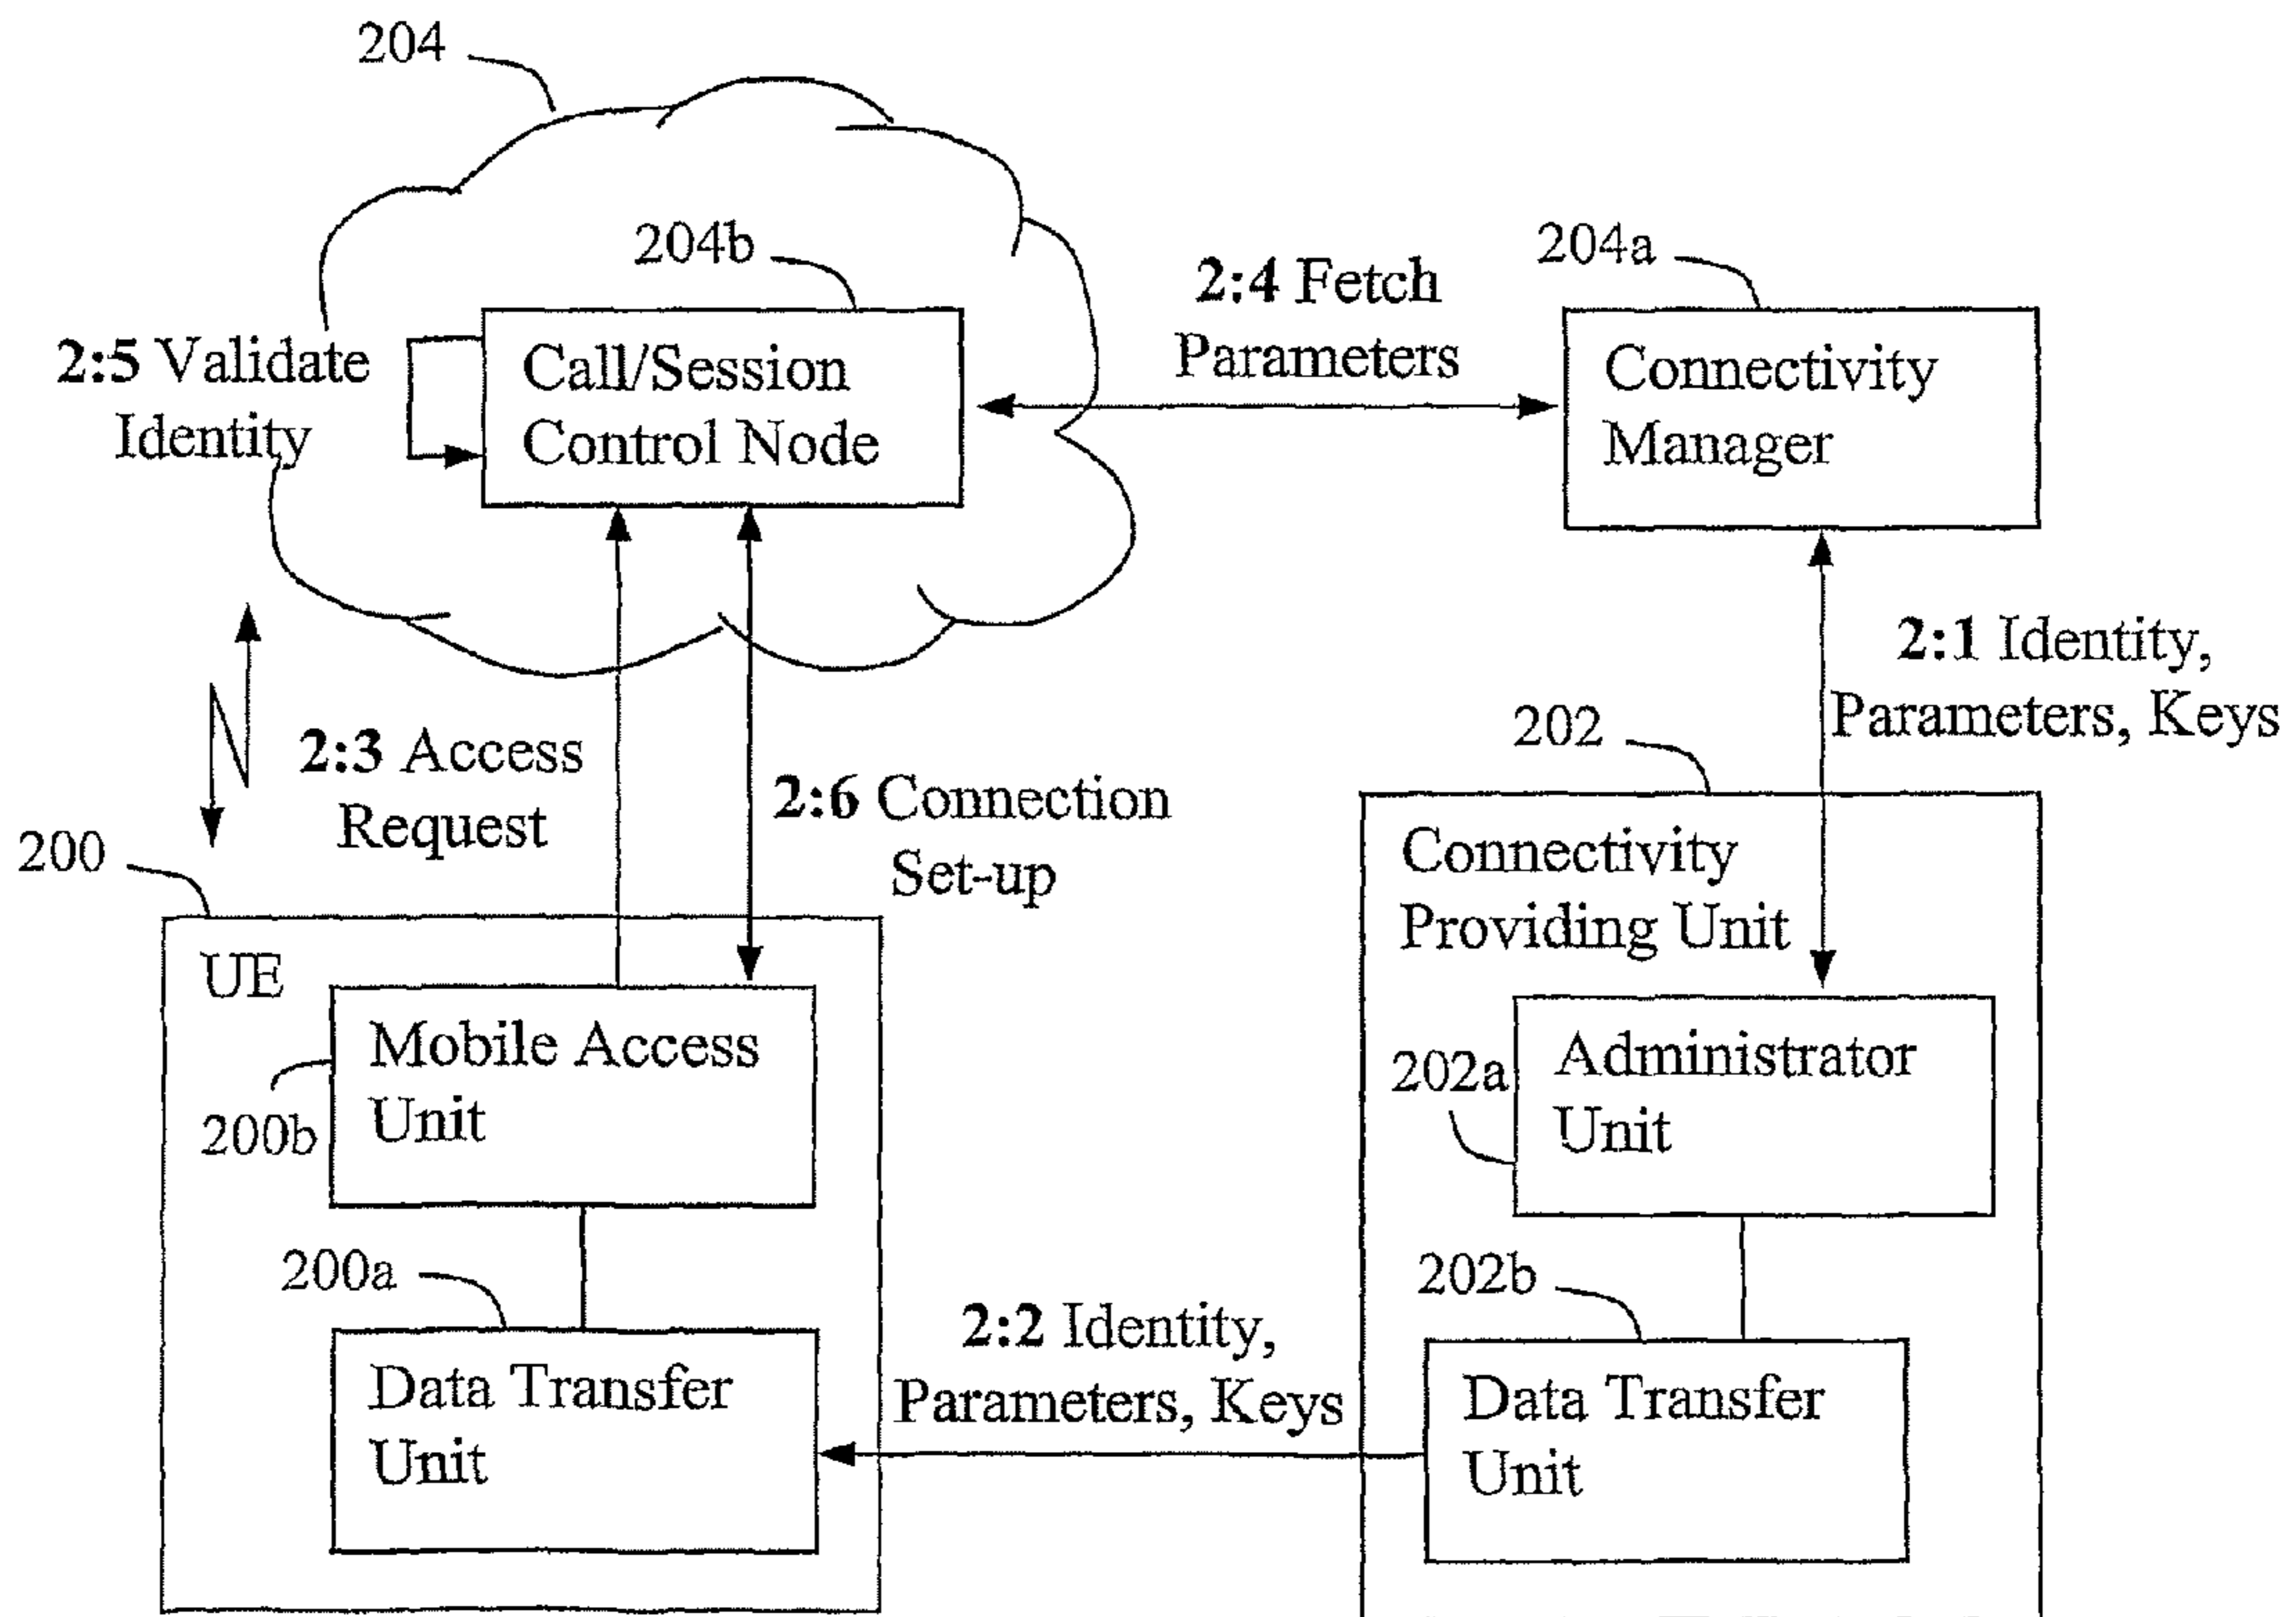 204
204b
204a
2:4 Fetch
Parameters
2:5 Validate
Identity
Call/Session
Control Node
Connectivity
Manager
2:1 Identity,
Parameters, Keys
202
2:3 Access
Request
2:6 Connection
Set-up
200
Connectivity
Providing Unit
UE
Mobile Access
Unit
200b
Administrator
Unit
202a
200a
202b
2:2 Identity,
Parameters, Keys
Data Transfer
Unit
Data Transfer
Unit